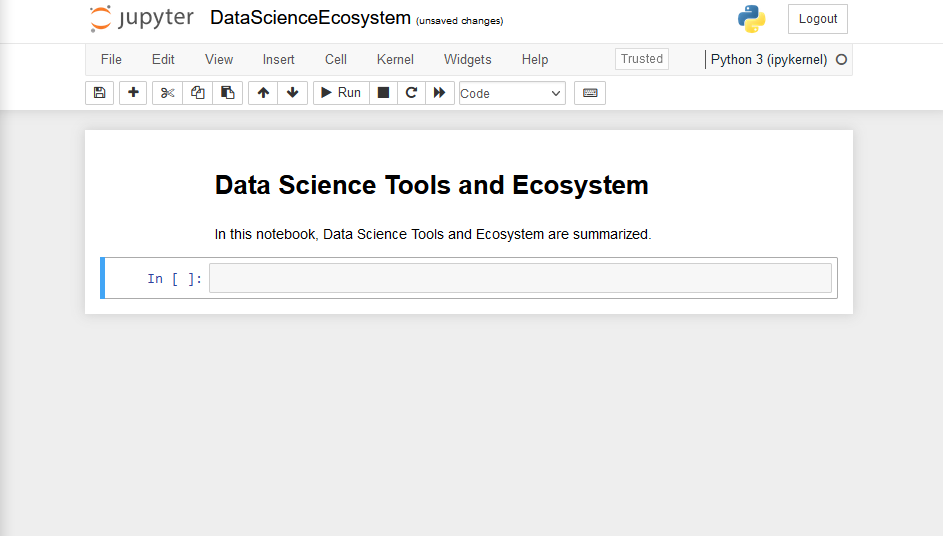 jupyter DataScienceEcosystem (unsaved changes) Logout
File Edit View Insert Cell Kernel Widgets Help Trusted Python 3 (ipykernel)
Run Code
Data Science Tools and Ecosystem
In this notebook, Data Science Tools and Ecosystem are summarized.
In [ ]: